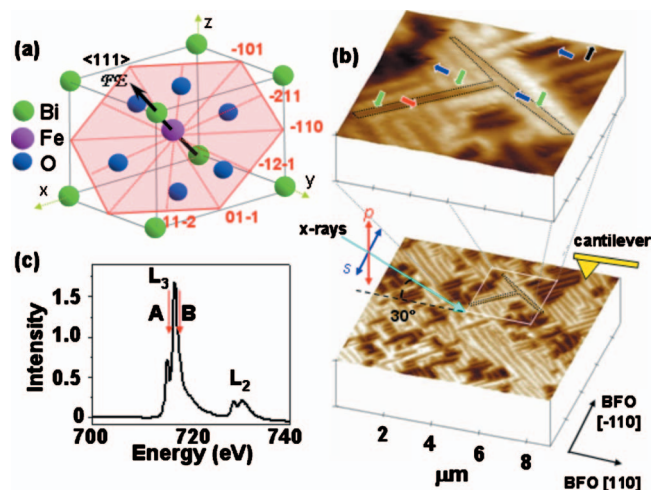 (a)
z
<111>
FE
-101
-211
-110
-12-1
01-1
11-2
Bi
Fe
O
x
y
(b)
x-rays
p
s
30°
cantilever
2
4
6
8
μm
BFO
[-110]
BFO [110]
(c)
L3
A
B
L2
Intensity
1.5
1.0
0.5
0
700
720
740
Energy (eV)